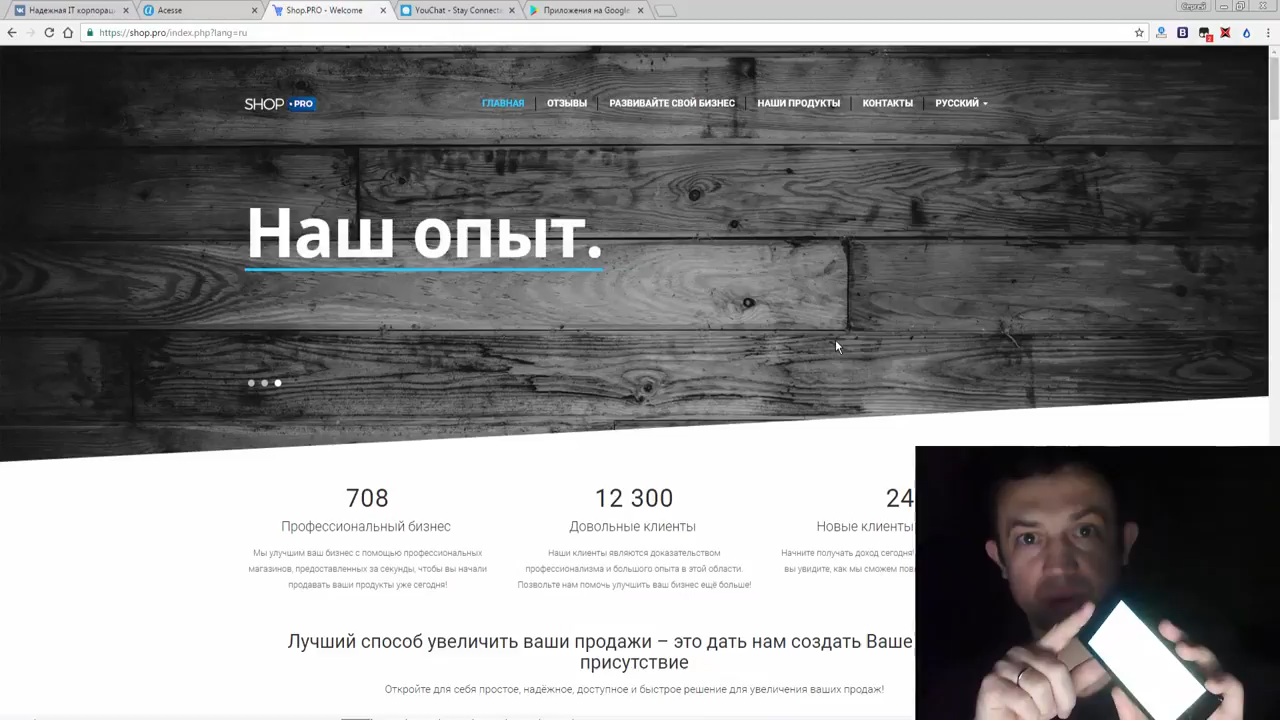 Надежная IT корпораци
Acesse
Shop.PRO - Welcome
YouChat - Stay Connecte
Приложения на Google
Сергей
https://shop.pro/index.php?lang=ru
SHOP • PRO
ГЛАВНАЯ
ОТЗЫВЫ
РАЗВИВАЙТЕ СВОЙ БИЗНЕС
НАШИ ПРОДУКТЫ
КОНТАКТЫ
РУССКИЙ
Наш опыт.
708
Профессиональный бизнес
Мы улучшим ваш бизнес с помощью профессиональных
магазинов, предоставленных за секунды, чтобы вы начали
продавать ваши продукты уже сегодня!
12 300
Довольные клиенты
Наши клиенты являются доказательством
профессионализма и большого опыта в этой области.
Позвольте нам помочь улучшить ваш бизнес ещё больше!
24
Новые клиенты
Начните получать доход сегодня!
вы увидите, как мы сможем
Лучший способ увеличить ваши продажи – это дать нам создать Ваше
присутствие
Откройте для себя простое, надёжное, доступное и быстрое решение для увеличения ваших продаж!